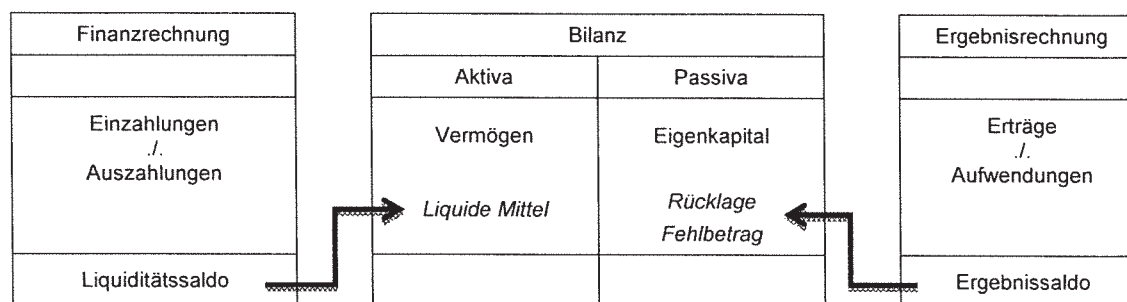 Finanzrechnung
Einzahlungen
./.
Auszahlungen
Liquiditätssaldo
Bilanz
Aktiva
Passiva
Vermögen
Eigenkapital
Liquide Mittel
Rücklage
Fehlbetrag
Ergebnisrechnung
Erträge
./.
Aufwendungen
Ergebnissaldo